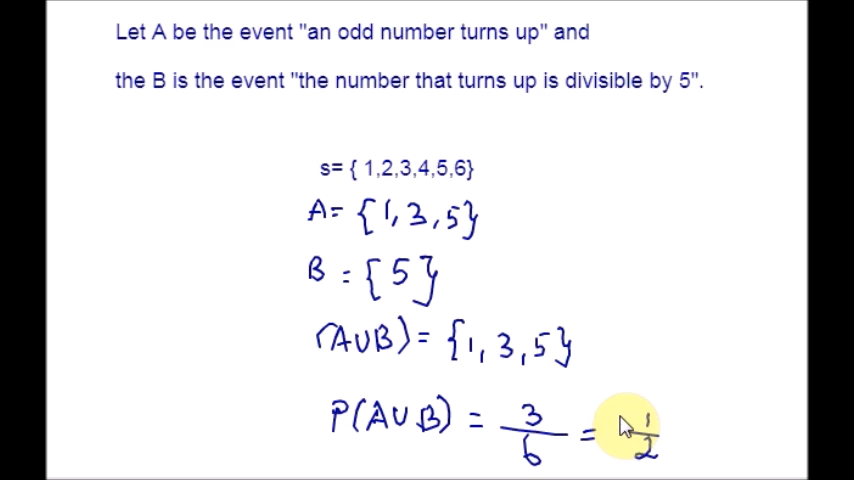 Let A be the event "an odd number turns up" and
the B is the event "the number that turns up is divisible by 5".
s= { 1,2,3,4,5,6}
A= {1, 3, 5}
B = {5}
(A∪B) = {1, 3, 5}
P(A∪B) = 3/6 = 1/2